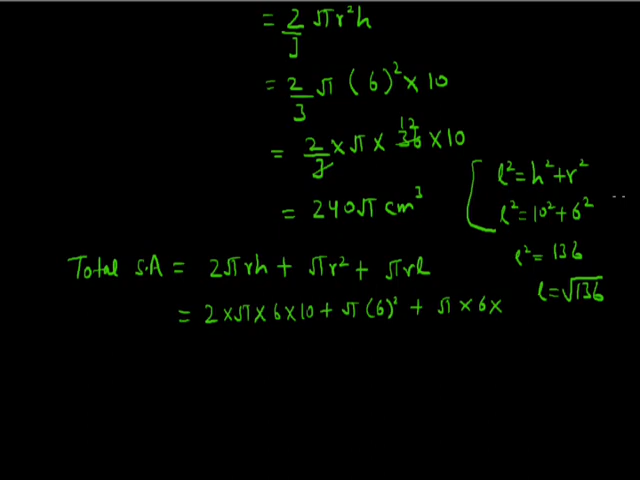 = 2/3 πr²h
= 2/3 π (6)² × 10
= 2/3 × π × 36 12 × 10
= 240π cm³
l² = h² + r²
l² = 10² + 6²
l² = 136
l = √136
Total S.A = 2πrh + πr² + πrl
= 2 × π × 6 × 10 + π (6)² + π × 6 ×